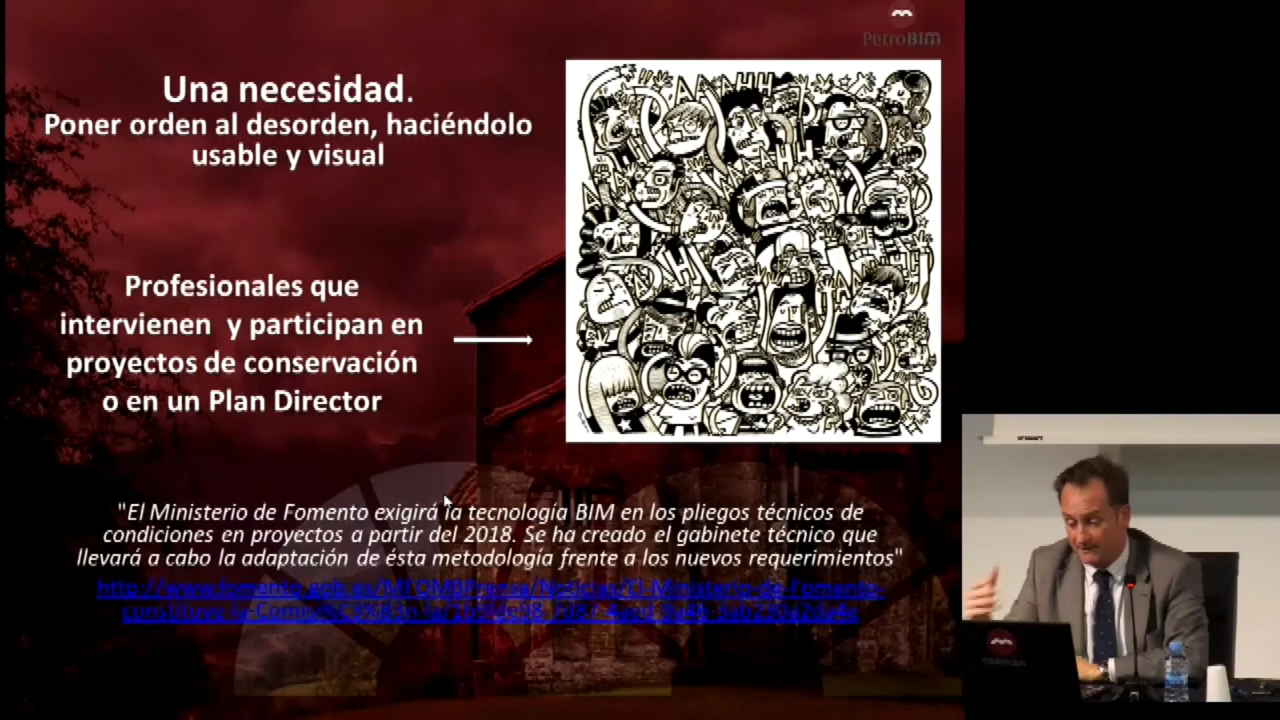 PetroBIM
Una necesidad.
Poner orden al desorden, haciéndolo
usable y visual
Profesionales que
intervienen y participan en
proyectos de conservación
o en un Plan Director
"El Ministerio de Fomento exigirá la tecnología BIM en los pliegos técnicos de
condiciones en proyectos a partir del 2018. Se ha creado el gabinete técnico que
llevará a cabo la adaptación de ésta metodología frente a los nuevos requerimientos"
TOSHIBA